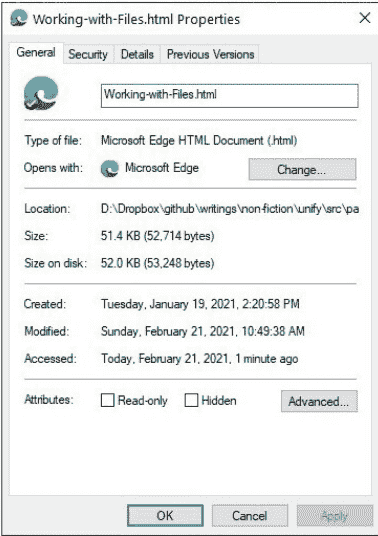 Working-with-Files.html Properties
General Security Details Previous Versions
Working-with-Files.html
Type of file: Microsoft Edge HTML Document (.html)
Opens with: Microsoft Edge Change...
Location: D:\Dropbox\github\writings\non-fiction\unify\src\pa
Size: 51.4 KB (52,714 bytes)
Size on disk: 52.0 KB (53,248 bytes)
Created: Tuesday, January 19, 2021, 2:20:58 PM
Modified: Sunday, February 21, 2021, 10:49:38 AM
Accessed: Today, February 21, 2021, 1 minute ago
Attributes: Read-only Hidden Advanced...
OK Cancel Apply